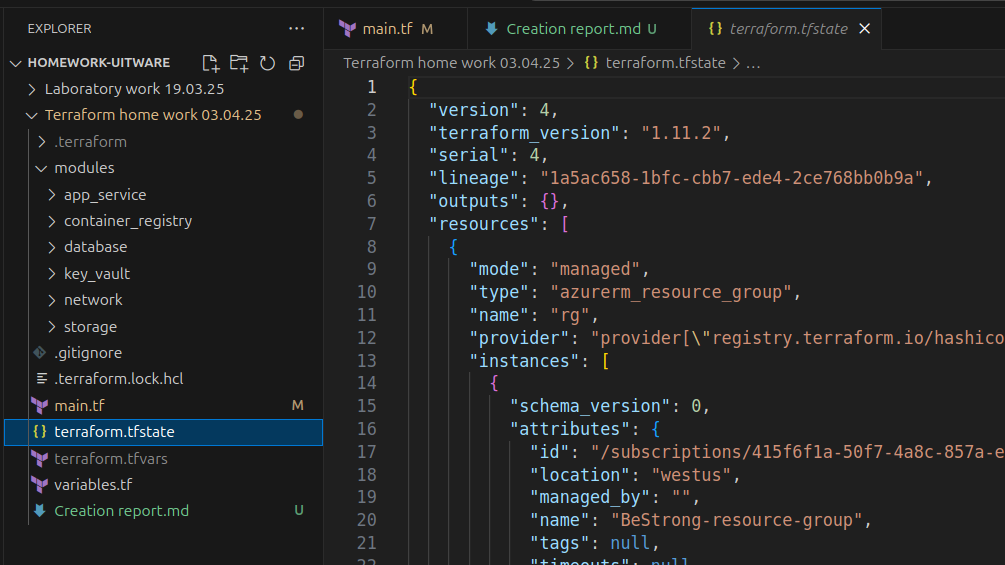 EXPLORER
HOMEWORK-UITWARE
Laboratory work 19.03.25
Terraform home work 03.04.25
.terraform
modules
app_service
container_registry
database
key_vault
network
storage
.gitignore
.terraform.lock.hcl
main.tf M
terraform.tfstate
terraform.tfvars
variables.tf
Creation report.md U
main.tf M
Creation report.md U
{} terraform.tfstate
Terraform home work 03.04.25 > {} terraform.tfstate > ...
1 {
2 "version": 4,
3 "terraform_version": "1.11.2",
4 "serial": 4,
5 "lineage": "1a5ac658-1bfc-cbb7-ede4-2ce768bb0b9a",
6 "outputs": {},
7 "resources": [
8 {
9 "mode": "managed",
10 "type": "azurerm_resource_group",
11 "name": "rg",
12 "provider": "provider[\"registry.terraform.io/hashico
13 "instances": [
14 {
15 "schema_version": 0,
16 "attributes": {
17 "id": "/subscriptions/415f6f1a-50f7-4a8c-857a-e
18 "location": "westus",
19 "managed_by": "",
20 "name": "BeStrong-resource-group",
21 "tags": null,
22 "timeouts": null